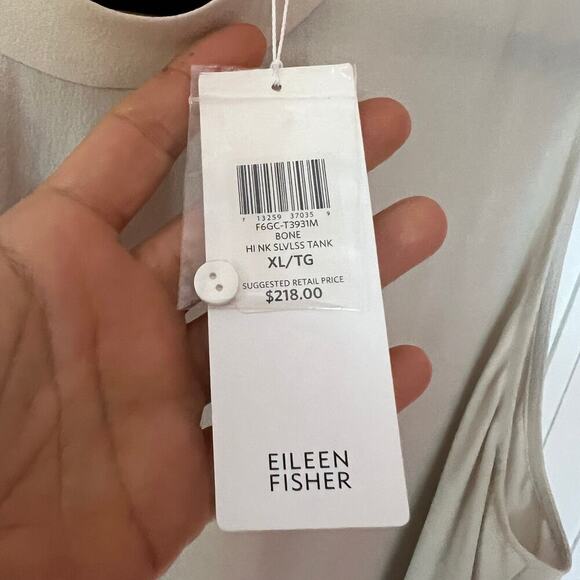 7 13259 37035 9
F6GC-T3931M
BONE
HI NK SLVLSS TANK
XL/TG
SUGGESTED RETAIL PRICE
$218.00
EILEEN
FISHER